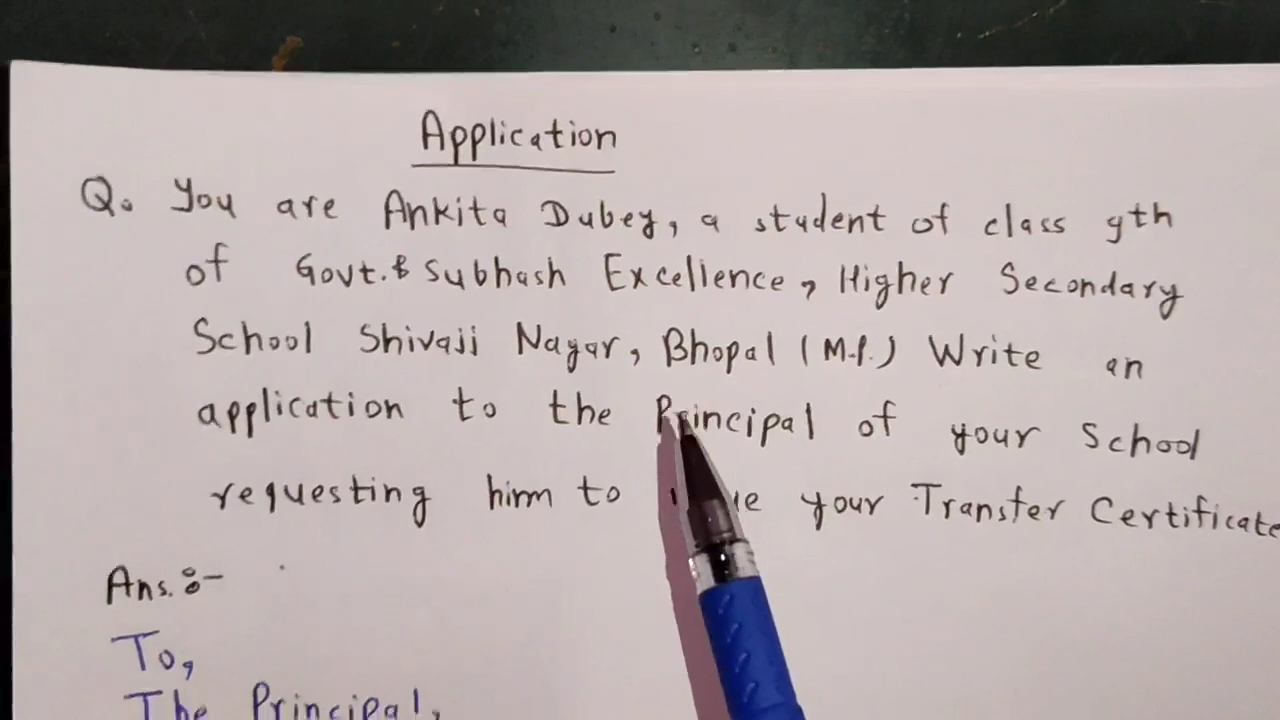 Application
Q. You are Ankita Dubey, a student of class 9th
of Govt. Subhash Excellence, Higher Secondary
School Shivaji Nagar, Bhopal (M.P.) Write an
application to the Principal of your School
requesting him to your Transfer Certificate
Ans. :-
To,
The Principal,